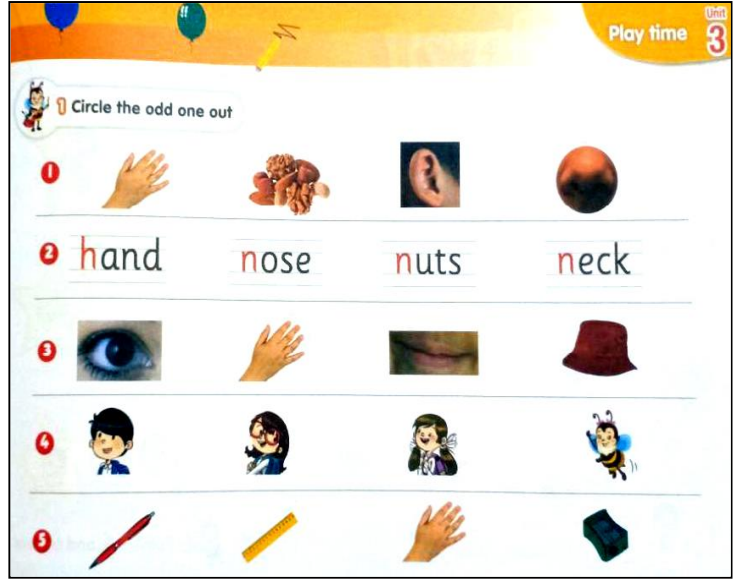 Unit
Play time 3
1 Circle the odd one out
1
2 hand nose nuts neck
3
4
5